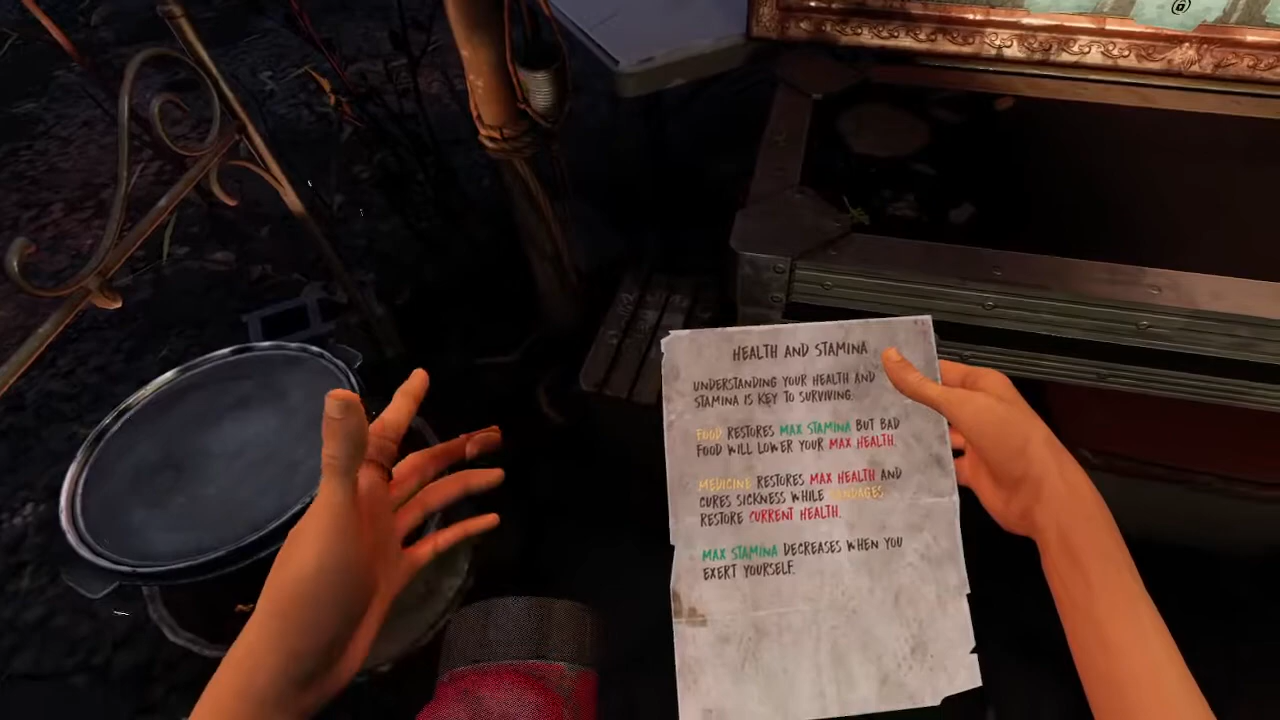 HEALTH AND STAMINA
UNDERSTANDING YOUR HEALTH AND
STAMINA IS KEY TO SURVIVING.
FOOD RESTORES MAX STAMINA BUT BAD
FOOD WILL LOWER YOUR MAX HEALTH.
MEDICINE RESTORES MAX HEALTH AND
CURES SICKNESS WHILE BANDAGES
RESTORE CURRENT HEALTH.
MAX STAMINA DECREASES WHEN YOU
EXERT YOURSELF.